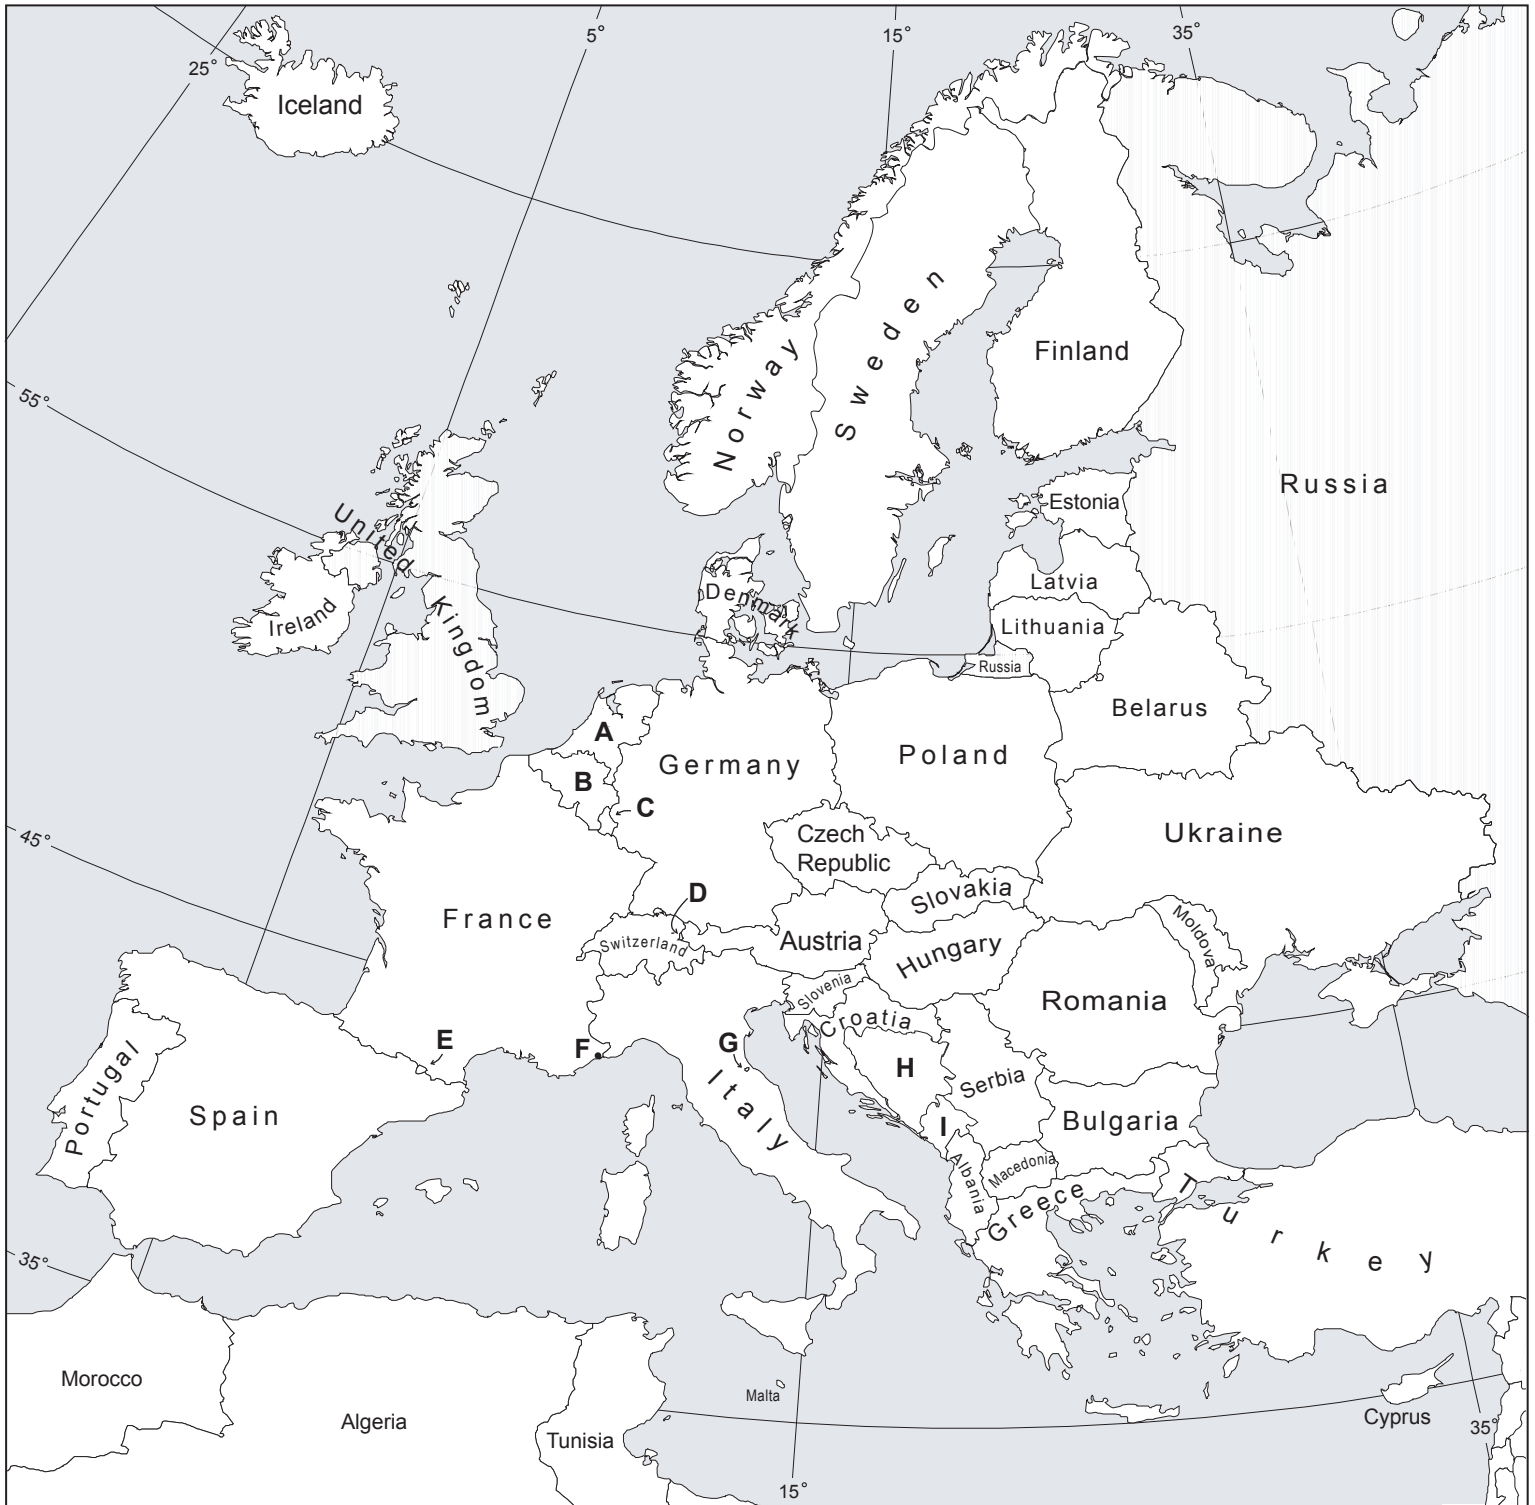 5°
15°
35°
25°
Iceland
Sweden
Norway
Finland
55°
Russia
Estonia
United
Kingdom
Ireland
Latvia
Denmark
Lithuania
Russia
Belarus
A
Germany
Poland
B
C
45°
Czech
Republic
Ukraine
D
Slovakia
France
Switzerland
Austria
Hungary
Moldova
Slovenia
Romania
Croatia
E
F
G
H
Italy
Serbia
Portugal
Spain
Bulgaria
I
Albania
Macedonia
Greece
Turkey
35°
Morocco
Malta
Algeria
Cyprus
35°
Tunisia
15°